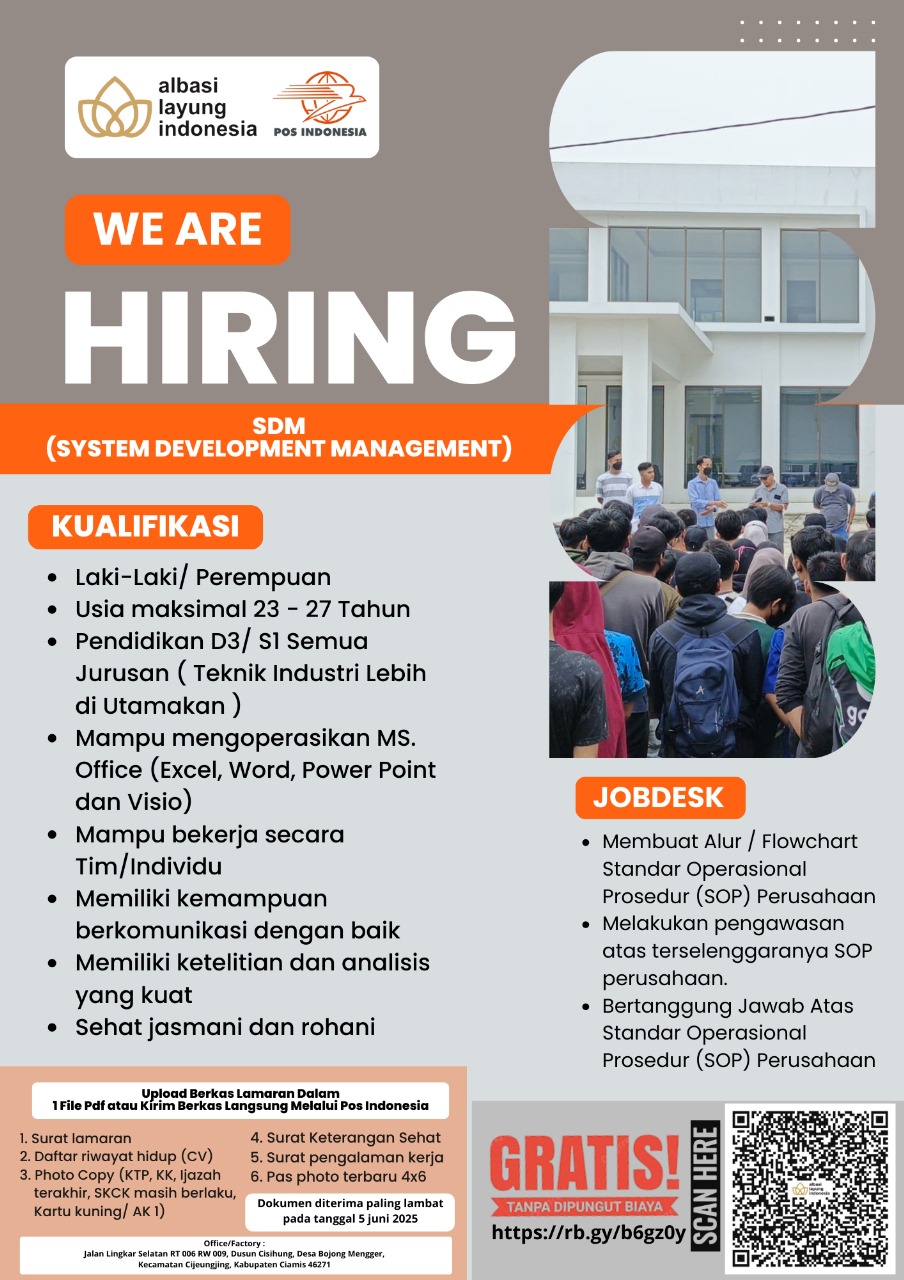 albasi
layung
indonesia
POS INDONESIA
WE ARE
HIRING
SDM
(SYSTEM DEVELOPMENT MANAGEMENT)
KUALIFIKASI
Laki-Laki/ Perempuan
Usia maksimal 23 - 27 Tahun
Pendidikan D3/ S1 Semua
Jurusan ( Teknik Industri Lebih
di Utamakan )
Mampu mengoperasikan MS.
Office (Excel, Word, Power Point
dan Visio)
Mampu bekerja secara
Tim/Individu
Memiliki kemampuan
berkomunikasi dengan baik
Memiliki ketelitian dan analisis
yang kuat
Sehat jasmani dan rohani
JOBDESK
Membuat Alur / Flowchart
Standar Operasional
Prosedur (SOP) Perusahaan
Melakukan pengawasan
atas terselenggaranya SOP
perusahaan.
Bertanggung Jawab Atas
Standar Operasional
Prosedur (SOP) Perusahaan
Upload Berkas Lamaran Dalam
1 File Pdf atau Kirim Berkas Langsung Melalui Pos Indonesia
1. Surat lamaran
2. Daftar riwayat hidup (CV)
3. Photo Copy (KTP, KK, Ijazah
terakhir, SKCK masih berlaku,
Kartu kuning/ AK 1)
4. Surat Keterangan Sehat
5. Surat pengalaman kerja
6. Pas photo terbaru 4x6
Dokumen diterima paling lambat
pada tanggal 5 juni 2025
Office/Factory :
Jalan Lingkar Selatan RT 006 RW 009, Dusun Cisihung, Desa Bojong Mengger,
Kecamatan Cijeungjing, Kabupaten Ciamis 46271
GRATIS!
TANPA DIPUNGUT BIAYA
https://rb.gy/b6gz0y
SCAN HERE
albasi
layung
indonesia